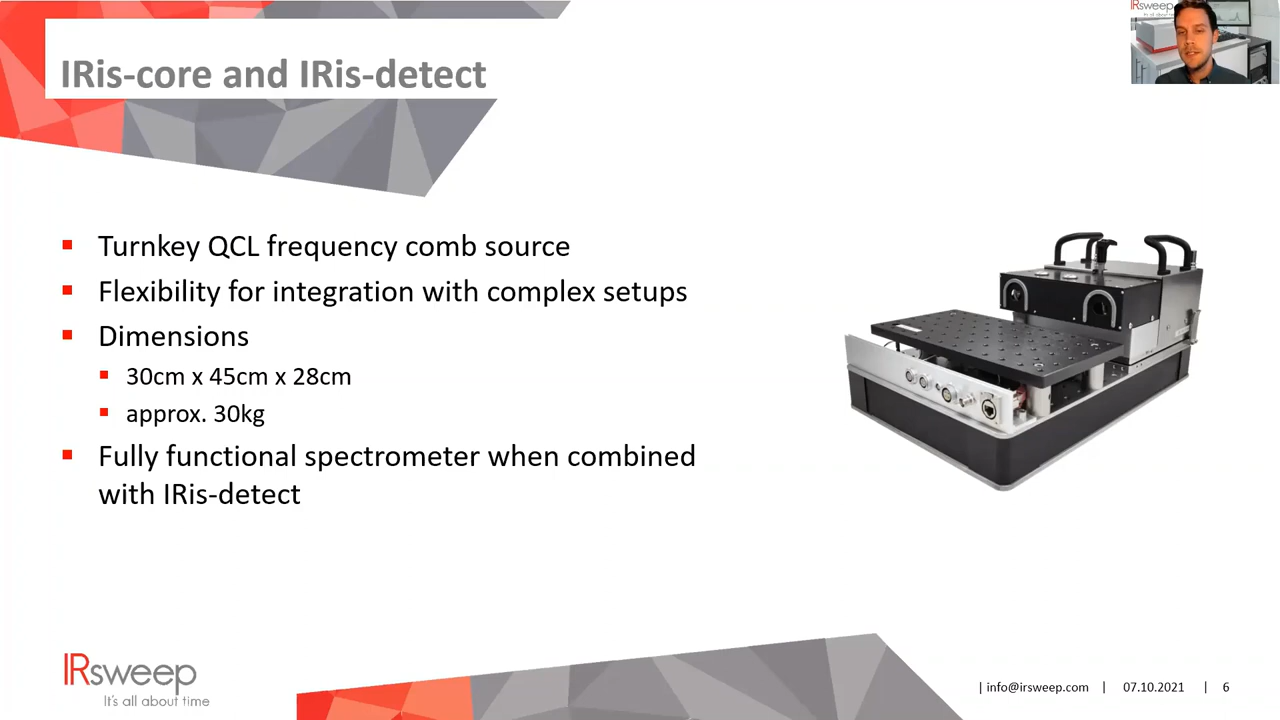 IRsweep
IRis-core and IRis-detect
Turnkey QCL frequency comb source
Flexibility for integration with complex setups
Dimensions
30cm x 45cm x 28cm
approx. 30kg
Fully functional spectrometer when combined
with IRis-detect
IRsweep
It's all about time
| info@irsweep.com | 07.10.2021 | 6